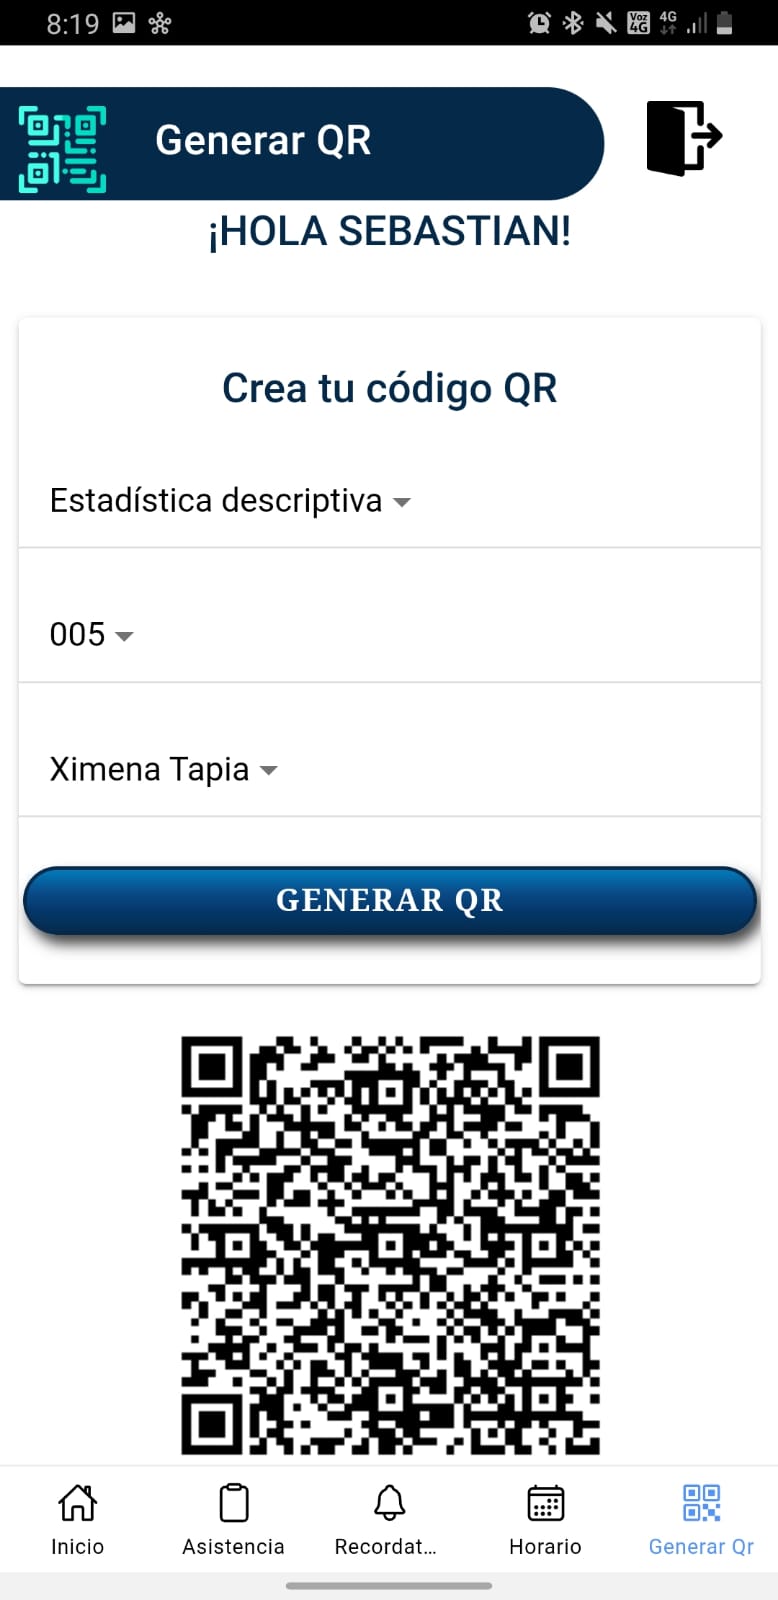 8:19
Voz 4G 4G
Generar QR
¡HOLA SEBASTIAN!
Crea tu código QR
Estadística descriptiva
005
Ximena Tapia
GENERAR QR
Inicio
Asistencia
Recordat...
Horario
Generar Qr